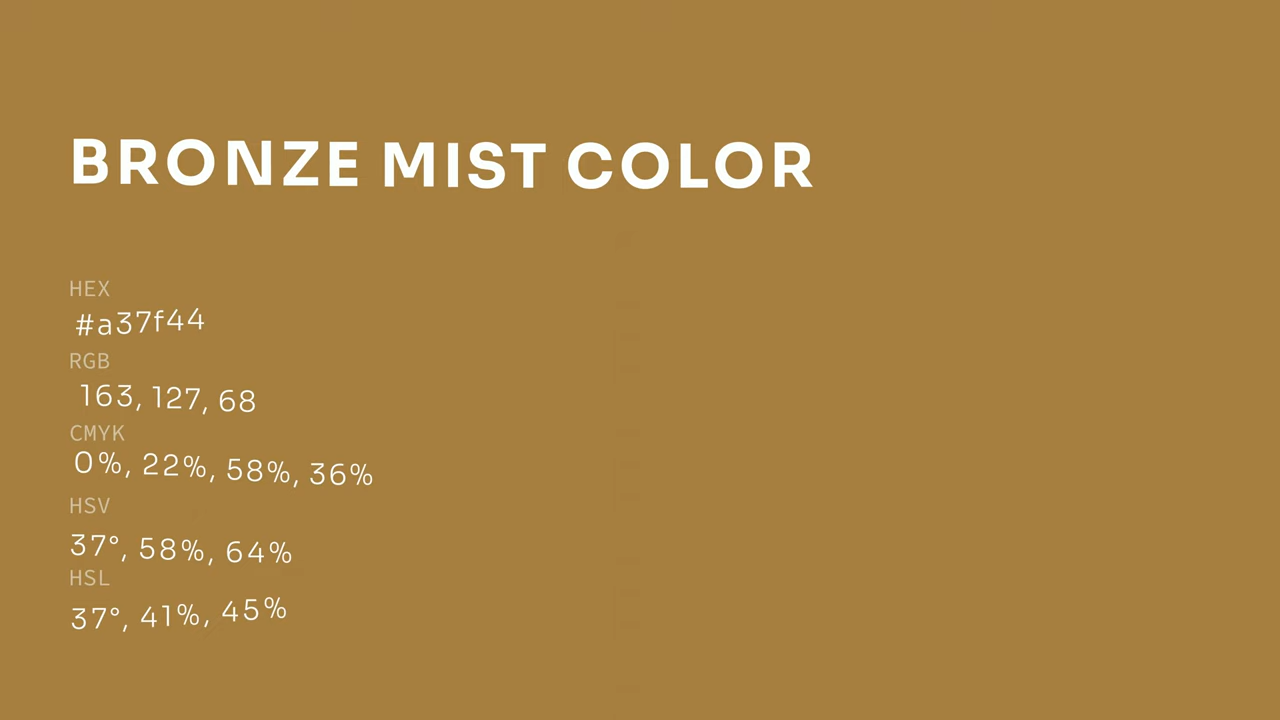 BRONZE MIST COLOR
HEX
#a37f44
RGB
163, 127, 68
CMYK
0%, 22%, 58%, 36%
HSV
37°, 58%, 64%
HSL
37°, 41%, 45%